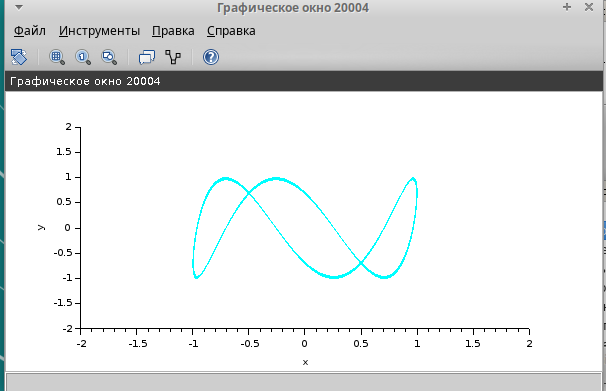 Графическое окно 20004
Файл Инструменты Правка Справка
Графическое окно 20004
2
1.5
1
0.5
0
-0.5
-1
-1.5
-2
y
-2 -1.5 -1 -0.5 0 0.5 1 1.5 2
x